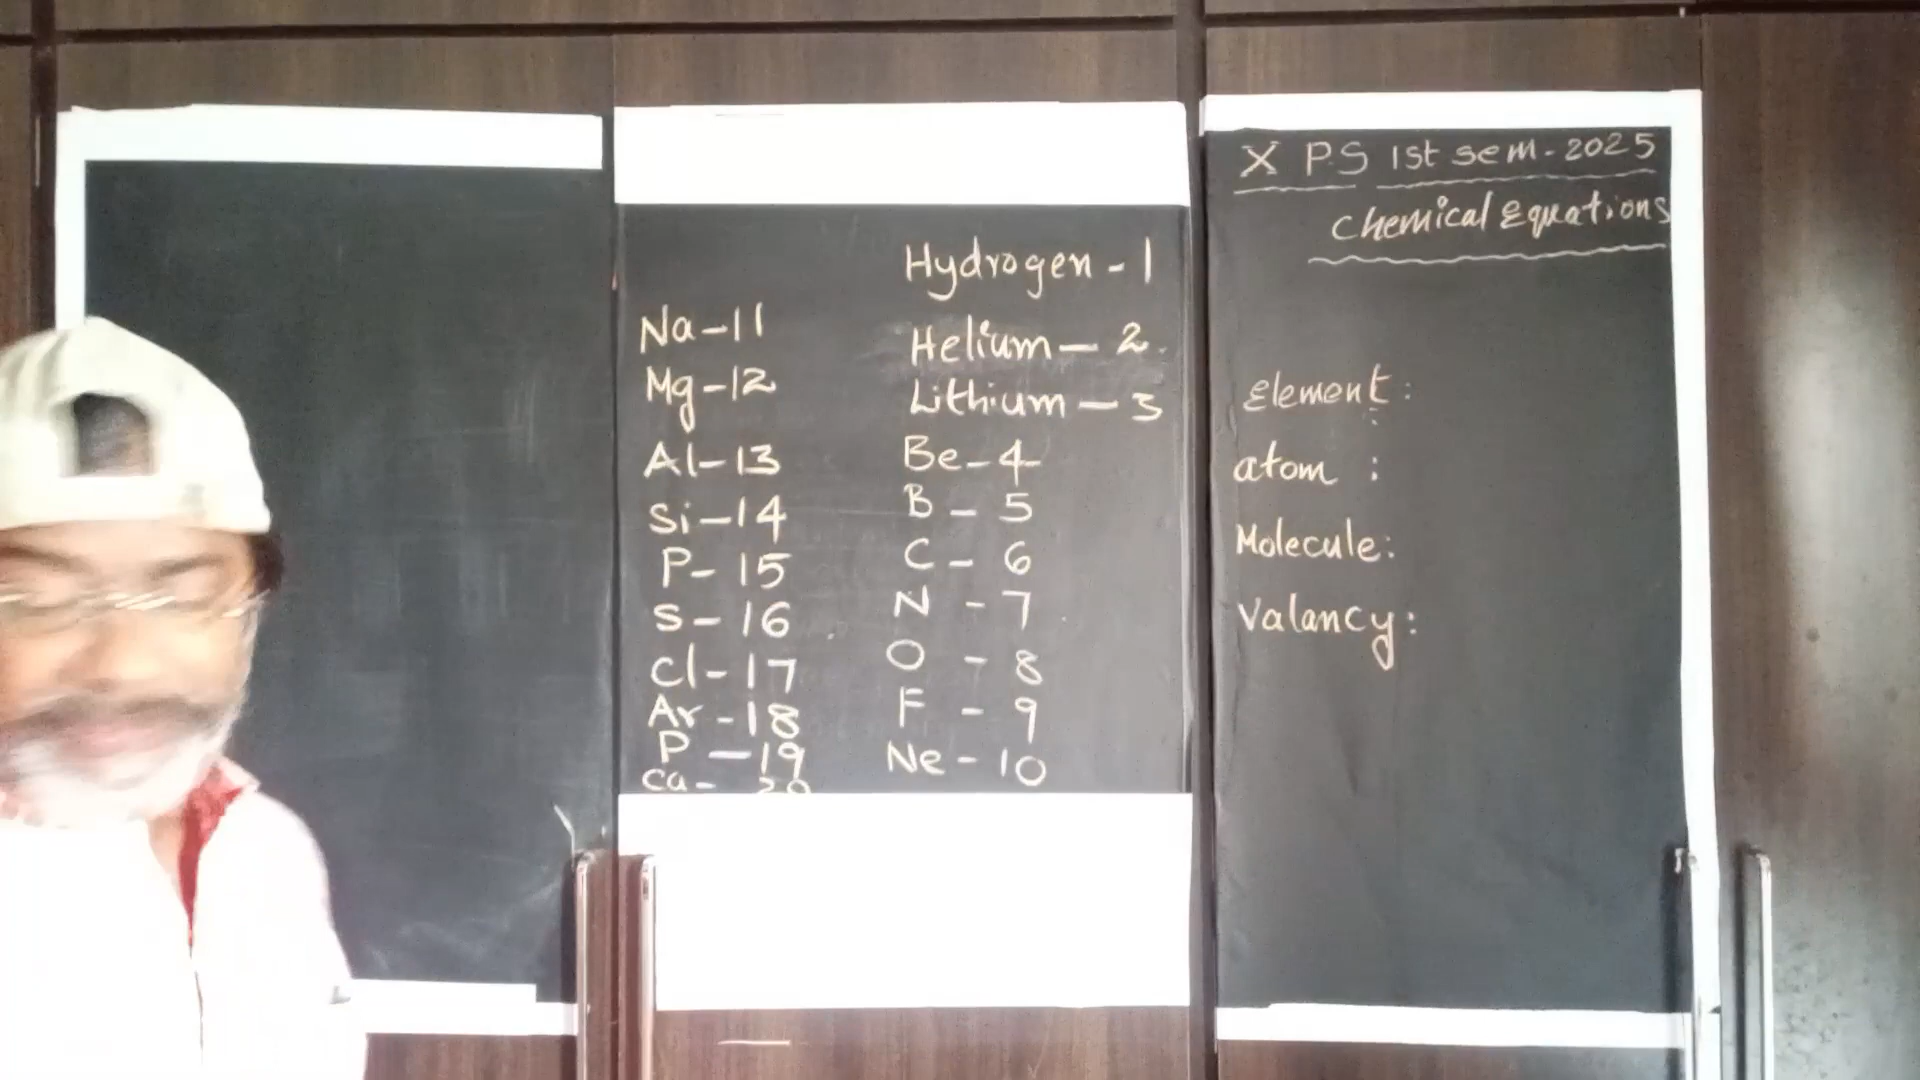 Hydrogen - 1
Helium - 2
Lithium - 3
Be - 4
B - 5
C - 6
N - 7
O - 8
F - 9
Ne - 10
Na - 11
Mg - 12
Al - 13
Si - 14
P - 15
S - 16
Cl - 17
Ar - 18
P - 19
Ca - 20
X P.S 1st sem - 2025
Chemical Equations
Element :
atom :
Molecule :
Valancy :